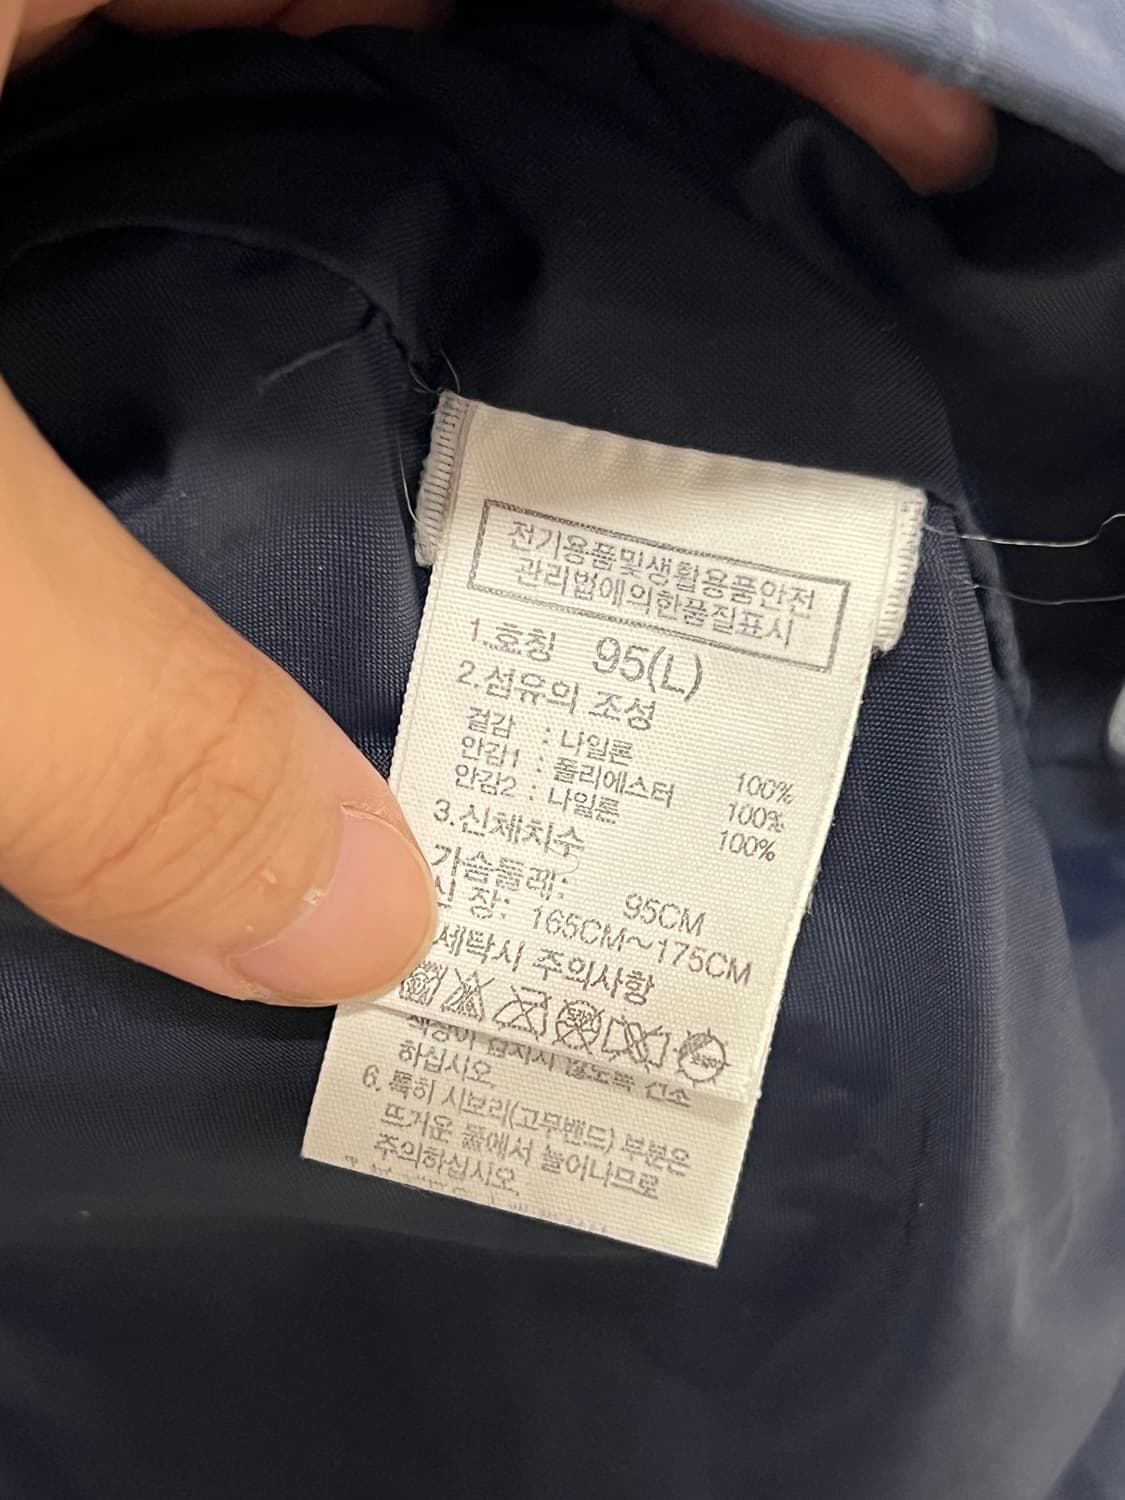 전기용품및생활용품안전
관리법에의한품질표시
1.호칭 95(L)
2.섬유의 조성
겉감 : 나일론 100%
안감1 : 폴리에스터 100%
안감2 : 나일론 100%
3.신체치수
가슴둘레: 95CM
신 장: 165CM~175CM
세탁시 주의사항
하십시오.
6. 특히 시보리(고무밴드) 부분은
뜨거운 물에서 늘어나므로
주의하십시오.